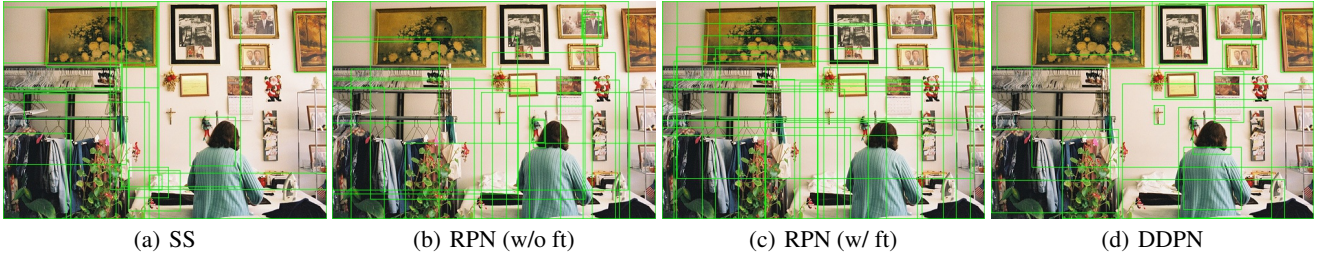 (a) SS
(b) RPN (w/o ft)
(c) RPN (w/ ft)
(d) DDPN